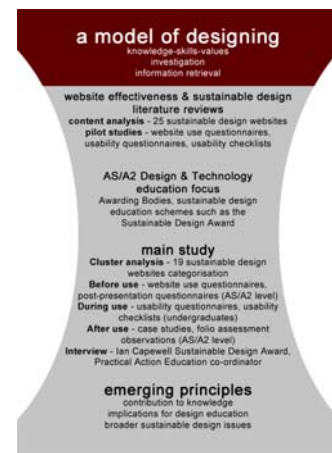 a model of designing
knowledge-skills-values
investigation
information retrieval
website effectiveness & sustainable design
literature reviews
content analysis - 25 sustainable design websites
pilot studies - website use questionnaires,
usability questionnaires, usability checklists
AS/A2 Design & Technology
education focus
Awarding Bodies, sustainable design
education schemes such as the
Sustainable Design Award
main study
Cluster analysis - 19 sustainable design
websites categorisation
Before use - website use questionnaires,
post-presentation questionnaires (AS/A2 level)
During use - usability questionnaires, usability
checklists (undergraduates)
After use - case studies, folio assessment
observations (AS/A2 level)
Interview - Ian Capewell Sustainable Design Award,
Practical Action Education co-ordinator
emerging principles
contribution to knowledge
implications for design education
broader sustainable design issues